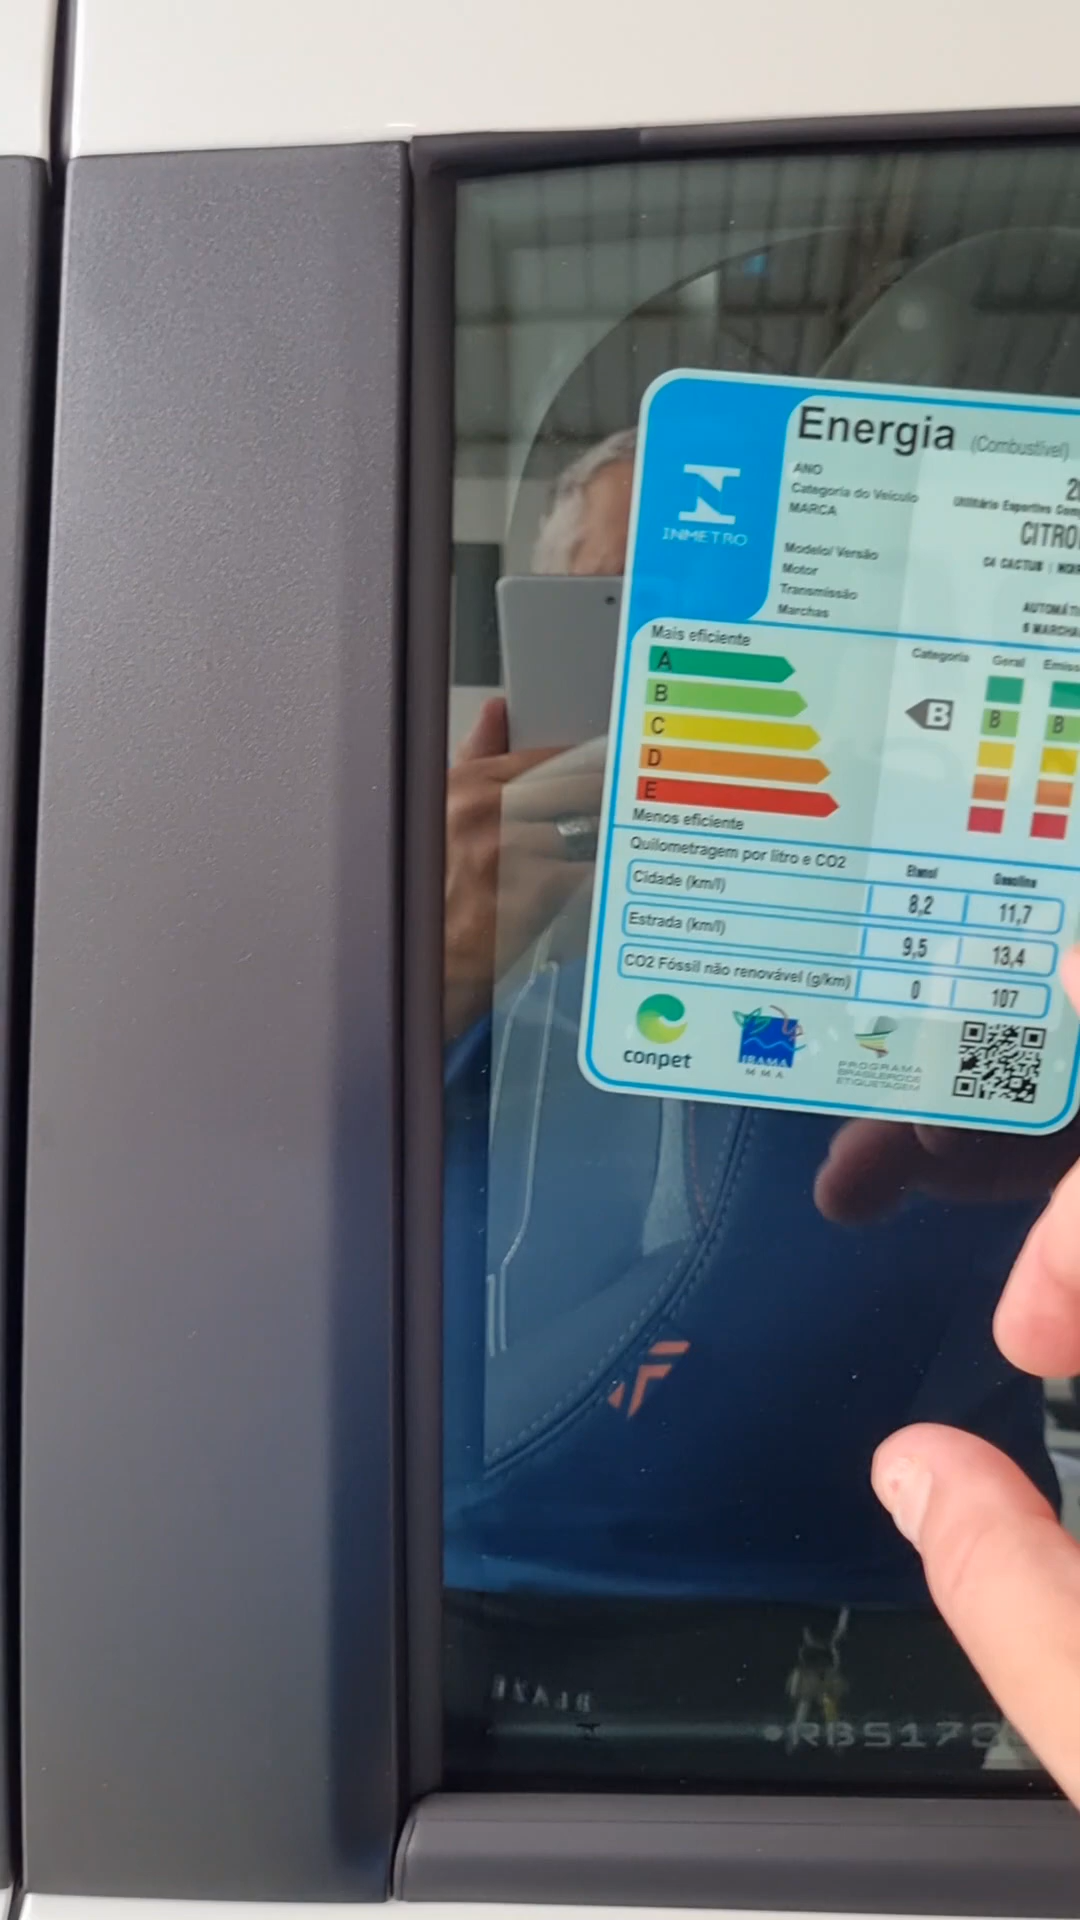 Energia (Combustível)
ANO
Categoria do Veículo Utilitário Esportivo
MARCA CITRO
Modelo/ Versão C4 CACTUS | 
Motor
Transmissão AUTOMÁT
Marchas 6 MARCHA
INMETRO
Mais eficiente
Categoria Geral Emiss
A
B B B B
C
D
E
Menos eficiente
Quilometragem por litro e CO2 Etanol Gasolina
Cidade (km/l) 8,2 11,7
Estrada (km/l) 9,5 13,4
CO2 Fóssil não renovável (g/km) 0 107
conpet
IBAMA
M M A
PROGRAMA
BRASILEIRO DE
ETIQUETAGEM
RBS17